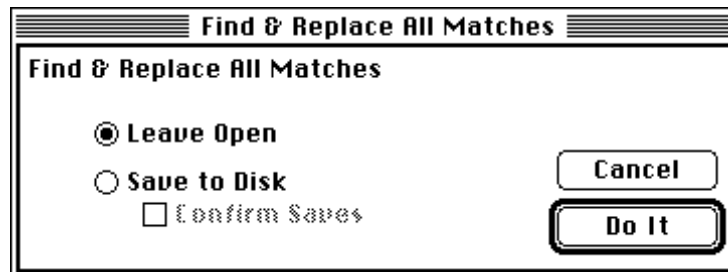 Find & Replace All Matches
Find & Replace All Matches
Leave Open
Save to Disk
Confirm Saves
Cancel
Do It